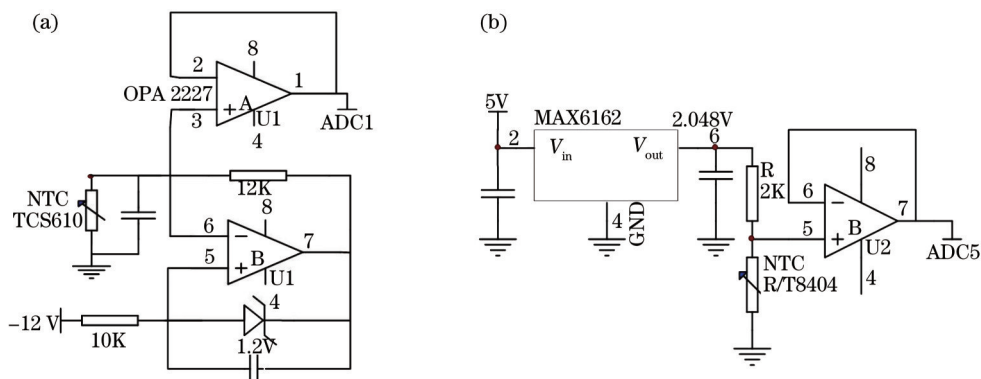 (a)
8
2
1
OPA 2227
A
+
3
U1
4
ADC1
NTC
TCS610
12K
8
6
−
7
5
+
B
U1
4
−12 V
10K
1.2V
(b)
5V
MAX6162
2.048V
2
Vin
Vout
6
4
GND
R
2K
8
6
−
7
5
+
B
U2
ADC5
NTC
R/T8404
4